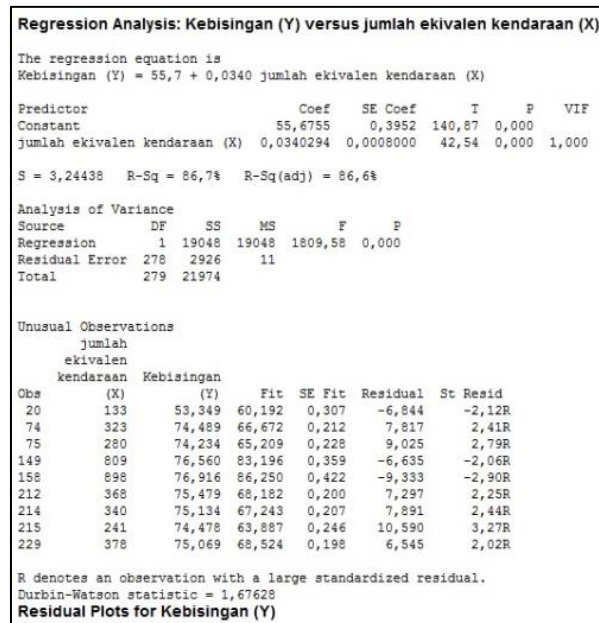 Regression Analysis: Kebisingan (Y) versus jumlah ekivalen kendaraan (X)
The regression equation is
Kebisingan (Y) = 55,7 + 0,0340 jumlah ekivalen kendaraan (X)
Predictor Coef SE Coef T P VIF
Constant 55,6755 0,3952 140,87 0,000
jumlah ekivalen kendaraan (X) 0,0340294 0,0008000 42,54 0,000 1,000
S = 3,24438 R-Sq = 86,7% R-Sq(adj) = 86,6%
Analysis of Variance
Source DF SS MS F P
Regression 1 19048 19048 1809,58 0,000
Residual Error 278 2926 11
Total 279 21974
Unusual Observations
jumlah
ekivalen
kendaraan Kebisingan
Obs (X) (Y) Fit SE Fit Residual St Resid
20 133 53,349 60,192 0,307 -6,844 -2,12R
74 323 74,489 66,672 0,212 7,817 2,41R
75 280 74,234 65,209 0,228 9,025 2,79R
149 809 76,560 83,196 0,359 -6,635 -2,06R
158 898 76,916 86,250 0,422 -9,333 -2,90R
212 368 75,479 68,182 0,200 7,297 2,25R
214 340 75,134 67,243 0,207 7,891 2,44R
215 241 74,478 63,887 0,246 10,590 3,27R
229 378 75,069 68,524 0,198 6,545 2,02R
R denotes an observation with a large standardized residual.
Durbin-Watson statistic = 1,67628
Residual Plots for Kebisingan (Y)